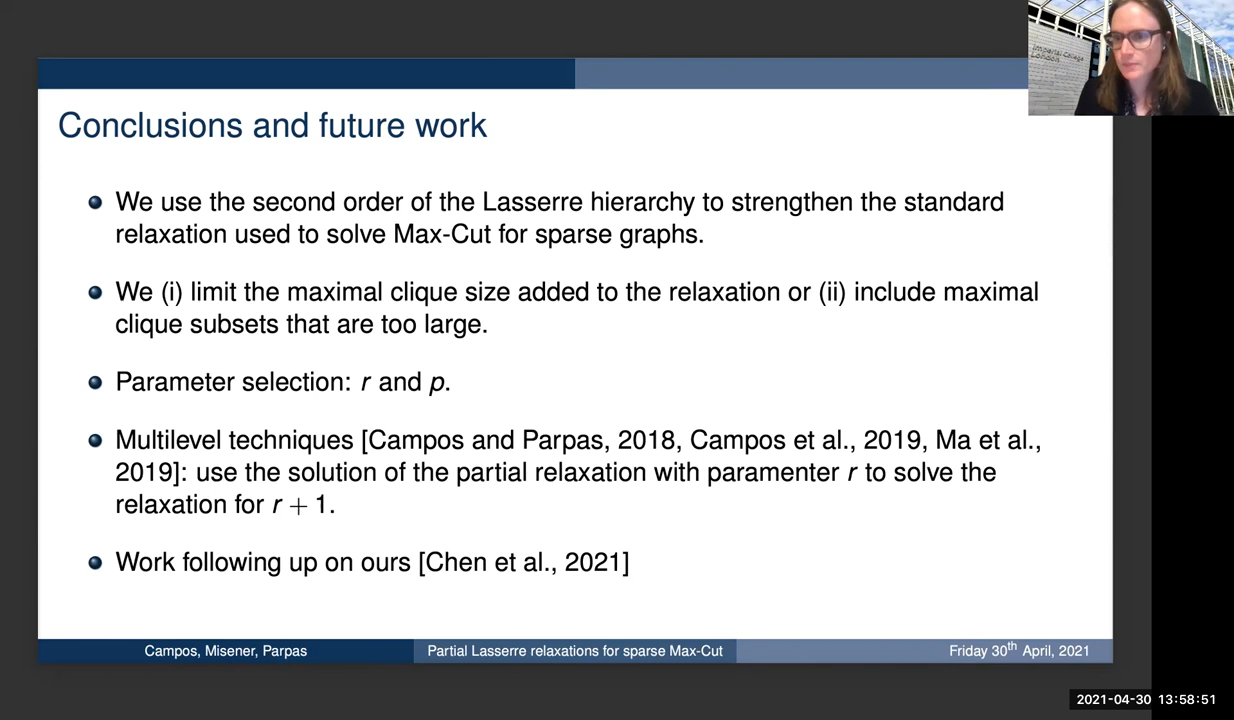 Imperial College
London
Conclusions and future work
We use the second order of the Lasserre hierarchy to strengthen the standard
relaxation used to solve Max-Cut for sparse graphs.
We (i) limit the maximal clique size added to the relaxation or (ii) include maximal
clique subsets that are too large.
Parameter selection: r and p.
Multilevel techniques [Campos and Parpas, 2018, Campos et al., 2019, Ma et al.,
2019]: use the solution of the partial relaxation with paramenter r to solve the
relaxation for r + 1.
Work following up on ours [Chen et al., 2021]
Campos, Misener, Parpas
Partial Lasserre relaxations for sparse Max-Cut
Friday 30th April, 2021
2021-04-30 13:58:51